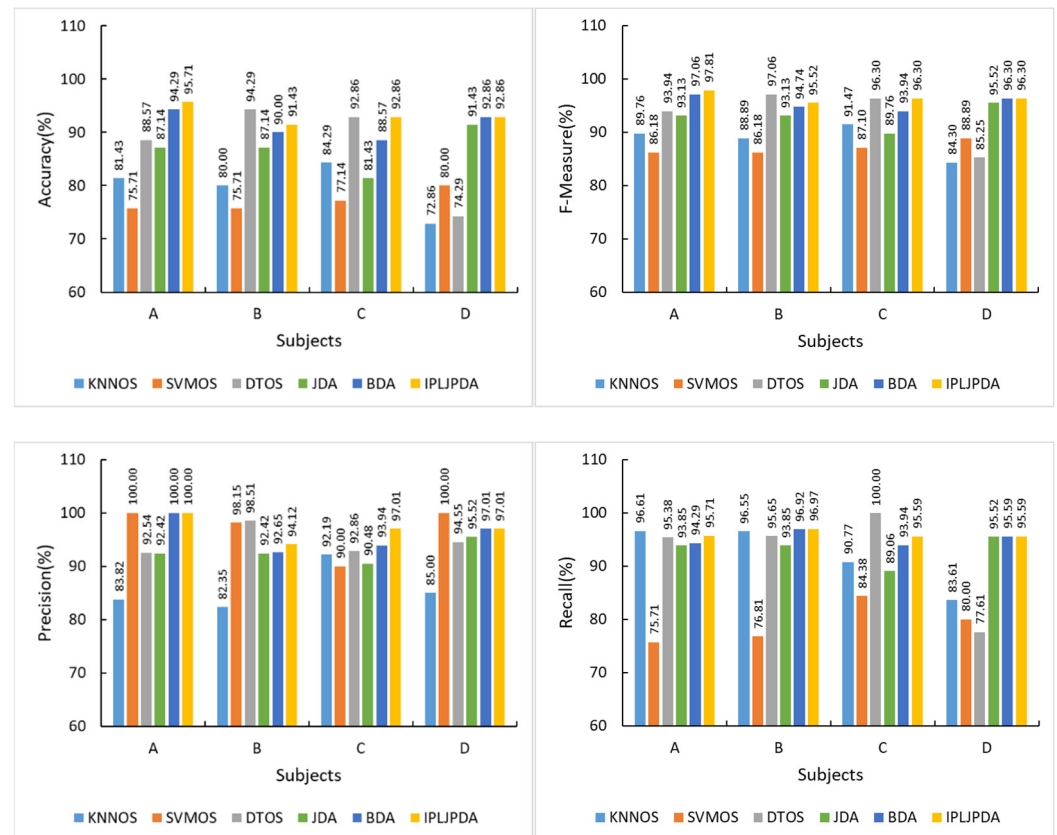 110
100
90
80
70
60
Accuracy(%)
81.43 75.71 88.57 87.14 94.29 95.71
80.00 75.71 94.29 87.14 90.00 91.43
84.29 77.14 92.86 81.43 88.57 92.86
72.86 80.00 74.29 91.43 92.86 92.86
A B C D
Subjects
KNNOS SVMOS DTOS JDA BDA IPLJPDA
110
100
90
80
70
60
F-Measure(%)
89.76 86.18 93.94 93.13 97.06 97.81
88.89 86.18 97.06 93.13 94.74 95.52
91.47 87.10 96.30 89.76 93.94 96.30
84.30 88.89 85.25 95.52 96.30 96.30
A B C D
Subjects
KNNOS SVMOS DTOS JDA BDA IPLJPDA
110
100
90
80
70
60
Precision(%)
83.82 100.00 92.54 92.42 100.00 100.00
82.35 98.15 98.51 92.42 92.65 94.12
92.19 90.00 92.86 90.48 93.94 97.01
85.00 100.00 94.55 95.52 97.01 97.01
A B C D
Subjects
KNNOS SVMOS DTOS JDA BDA IPLJPDA
110
100
90
80
70
60
Recall(%)
96.61 75.71 95.38 93.85 94.29 95.71
96.55 76.81 95.65 93.85 96.92 96.97
90.77 84.38 100.00 89.06 93.94 95.59
83.61 80.00 77.61 95.52 95.59 95.59
A B C D
Subjects
KNNOS SVMOS DTOS JDA BDA IPLJPDA